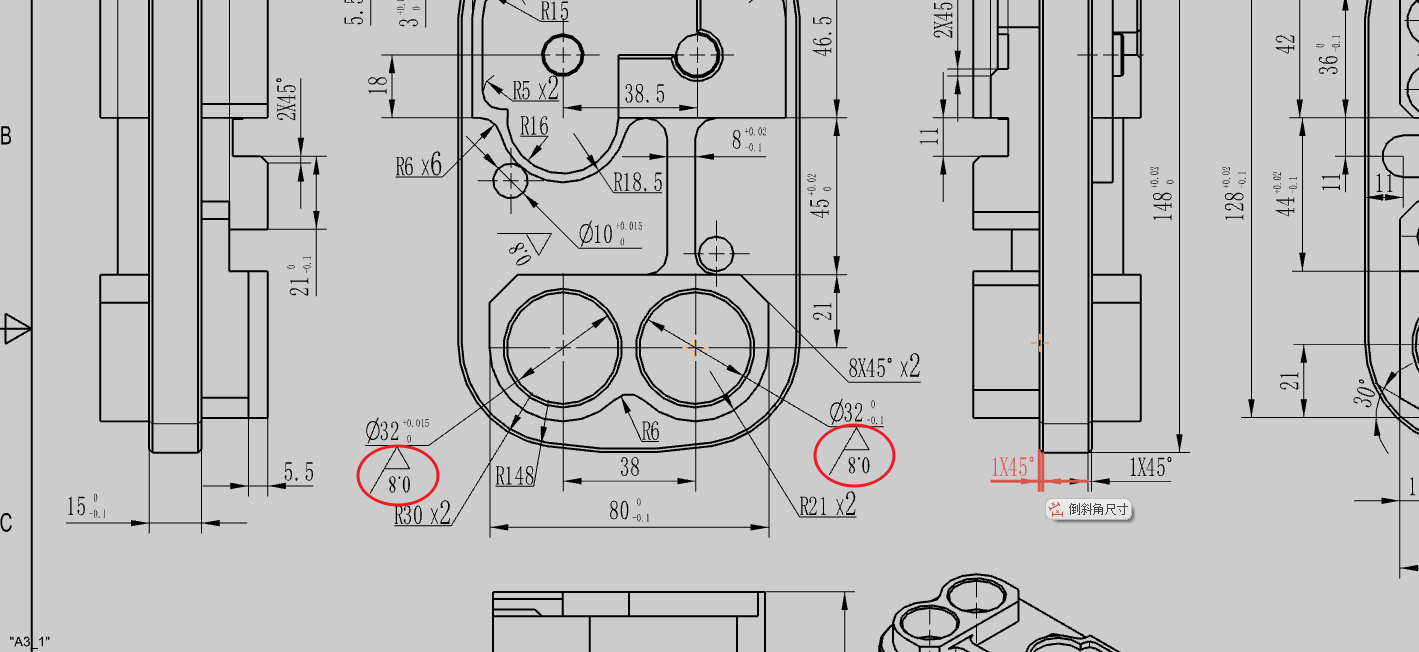 5.5
3
R15
46.5
2X45°
42
36 0 -0.1
B
18
2X45°
R5 x2
38.5
R16
R6 x6
8 +0.02 -0.1
11
R18.5
45 +0.02 0
148 +0.02 0
128 +0.02 -0.1
44 +0.02 -0.1
11
11
Ø10 +0.015 0
0.8
21 0 -0.1
21
8X45° x2
21
30°
Ø32 +0.015 0
0.8
R6
Ø32 0 -0.1
0.8
R148
38
1X45°
1X45°
5.5
倒斜角尺寸
15 0 -0.1
R30 x2
80 0 -0.1
R21 x2
1
C
"A3_1"